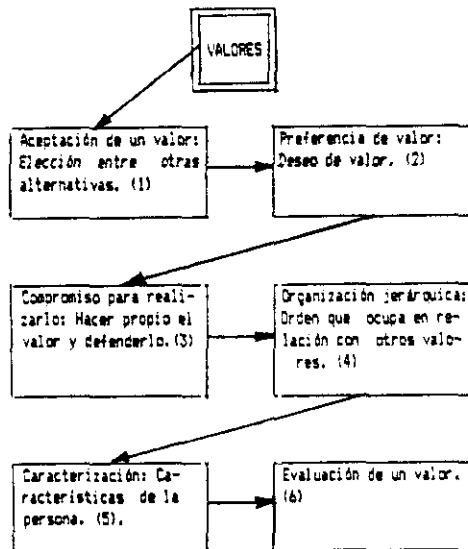 VALORES
Aceptación de un valor:
Elección entre otras
alternativas. (1)
Preferencia de valor:
Deseo de valor. (2)
Compromiso para reali-
zarlo: Hacer propio el
valor y defenderlo.(3)
Organización jerárquica:
Orden que ocupa en re-
lación con otros valo-
res. (4)
Caracterización: Ca-
racterísticas de la
persona. (5).
Evaluación de un valor.
(6)